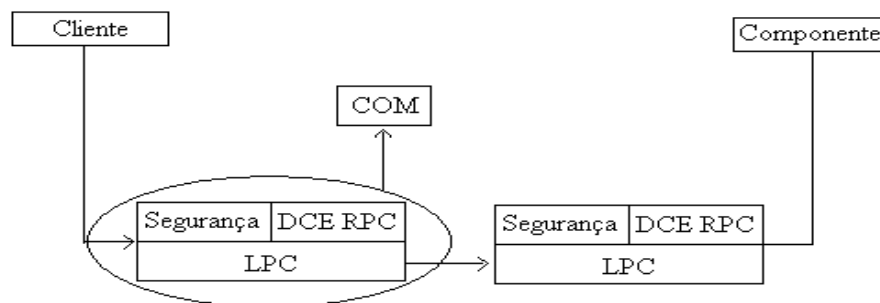 Cliente
Componente
COM
Segurança DCE RPC
LPC
Segurança DCE RPC
LPC